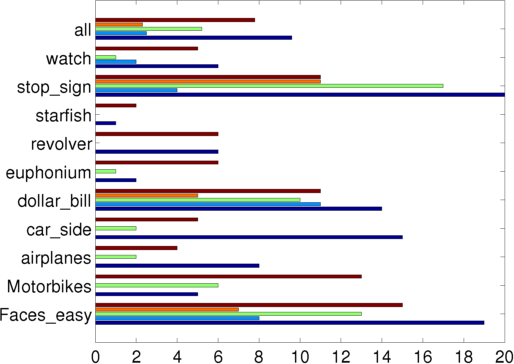 all
watch
stop_sign
starfish
revolver
euphonium
dollar_bill
car_side
airplanes
Motorbikes
Faces_easy
0 2 4 6 8 10 12 14 16 18 20